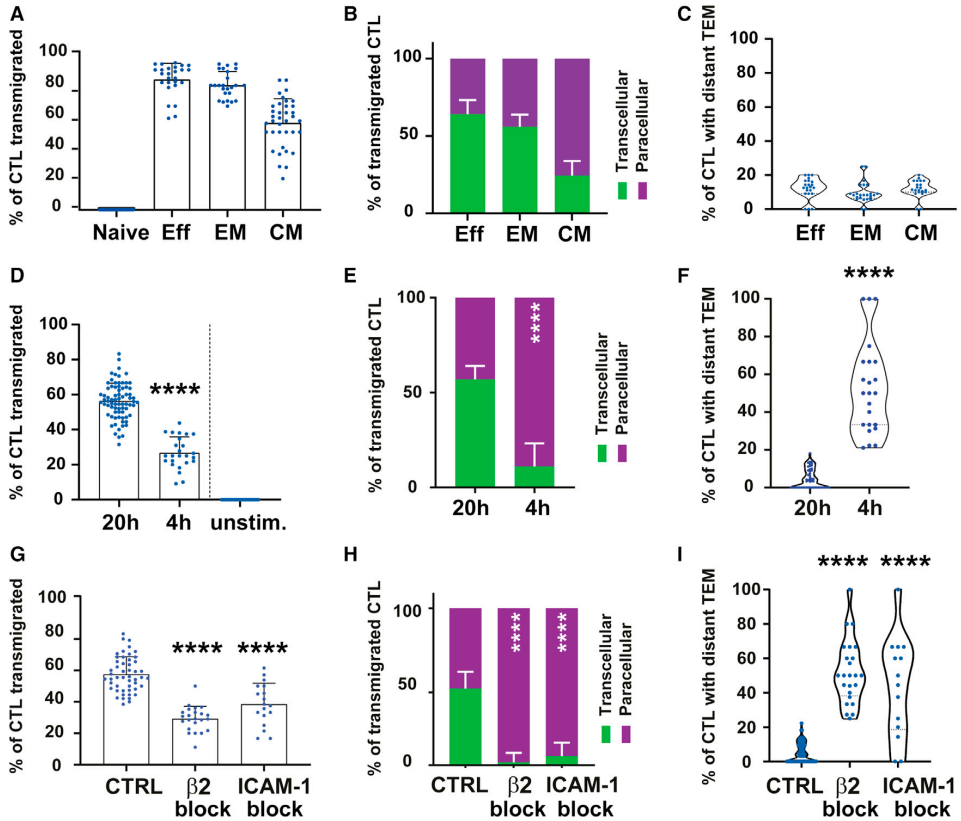 A
% of CTL transmigrated
100
80
60
40
20
0
Naive Eff EM CM
B
% of transmigrated CTL
100
50
0
Eff EM CM
Transcellular
Paracellular
C
% of CTL with distant TEM
100
80
60
40
20
0
Eff EM CM
D
% of CTL transmigrated
100
80
60
40
20
0
****
20h 4h unstim.
E
% of transmigrated CTL
100
50
0
****
20h 4h
Transcellular
Paracellular
F
% of CTL with distant TEM
100
80
60
40
20
0
****
20h 4h
G
% of CTL transmigrated
100
80
60
40
20
0
**** ****
CTRL β2 ICAM-1
block block
H
% of transmigrated CTL
100
50
0
**** ****
CTRL β2 ICAM-1
block block
Transcellular
Paracellular
I
% of CTL with distant TEM
100
80
60
40
20
0
**** ****
CTRL β2 ICAM-1
block block